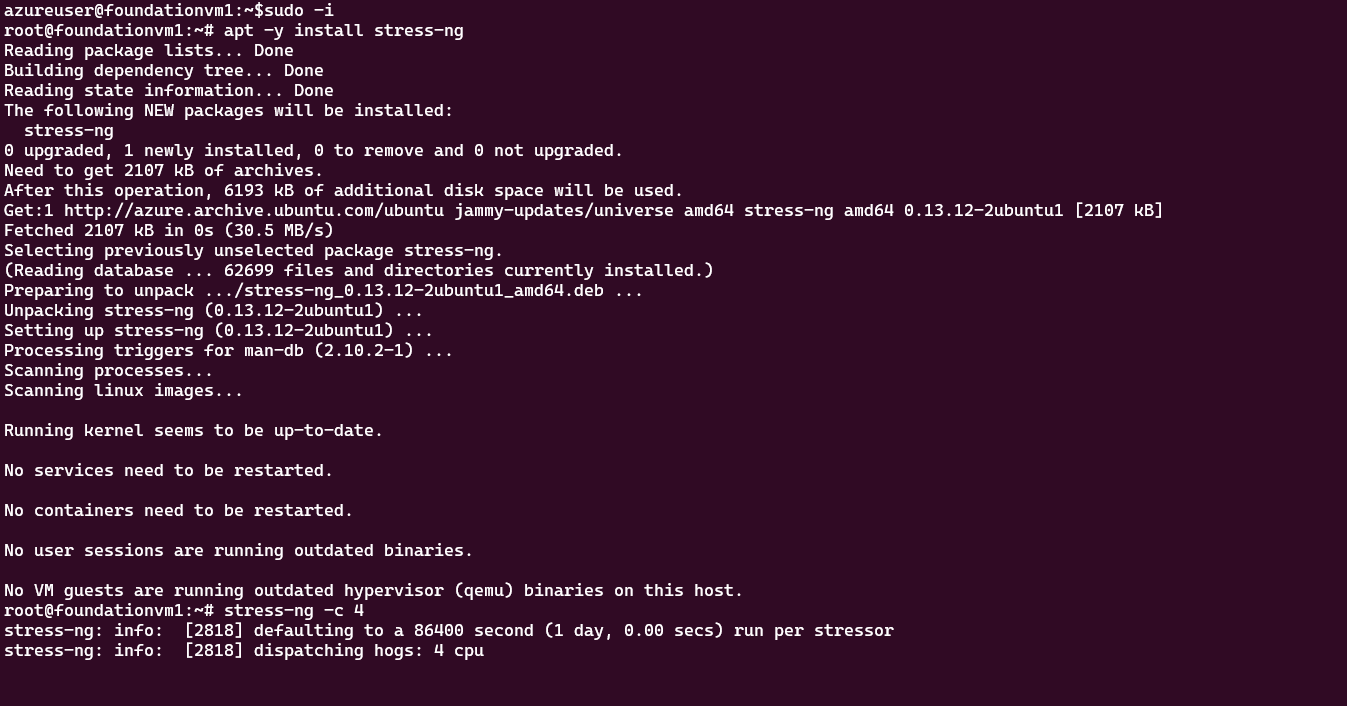 azureuser@foundationvm1:~$sudo -i
root@foundationvm1:~# apt -y install stress-ng
Reading package lists... Done
Building dependency tree... Done
Reading state information... Done
The following NEW packages will be installed:
  stress-ng
0 upgraded, 1 newly installed, 0 to remove and 0 not upgraded.
Need to get 2107 kB of archives.
After this operation, 6193 kB of additional disk space will be used.
Get:1 http://azure.archive.ubuntu.com/ubuntu jammy-updates/universe amd64 stress-ng amd64 0.13.12-2ubuntu1 [2107 kB]
Fetched 2107 kB in 0s (30.5 MB/s)
Selecting previously unselected package stress-ng.
(Reading database ... 62699 files and directories currently installed.)
Preparing to unpack .../stress-ng_0.13.12-2ubuntu1_amd64.deb ...
Unpacking stress-ng (0.13.12-2ubuntu1) ...
Setting up stress-ng (0.13.12-2ubuntu1) ...
Processing triggers for man-db (2.10.2-1) ...
Scanning processes...
Scanning linux images...

Running kernel seems to be up-to-date.

No services need to be restarted.

No containers need to be restarted.

No user sessions are running outdated binaries.

No VM guests are running outdated hypervisor (qemu) binaries on this host.
root@foundationvm1:~# stress-ng -c 4
stress-ng: info:  [2818] defaulting to a 86400 second (1 day, 0.00 secs) run per stressor
stress-ng: info:  [2818] dispatching hogs: 4 cpu